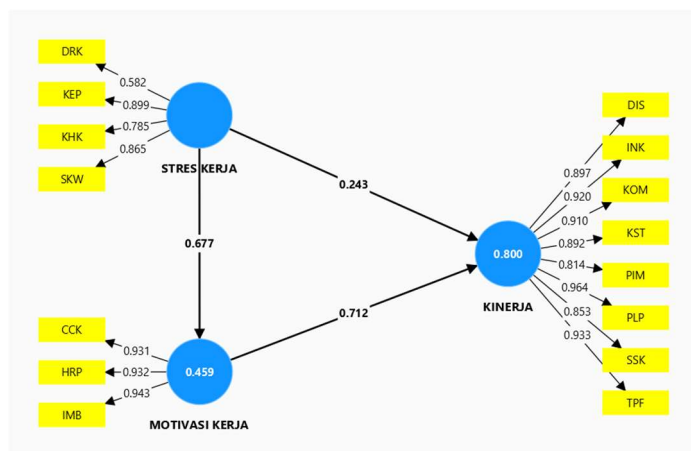 DRK
0.582
KEP
0.899
KHK
0.785
SKW
0.865
STRES KERJA
0.243
0.677
0.712
CCK
0.931
HRP
0.932
IMB
0.943
0.459
MOTIVASI KERJA
0.800
KINERJA
DIS
0.897
INK
0.920
KOM
0.910
KST
0.892
PIM
0.814
PLP
0.964
SSK
0.853
TPF
0.933